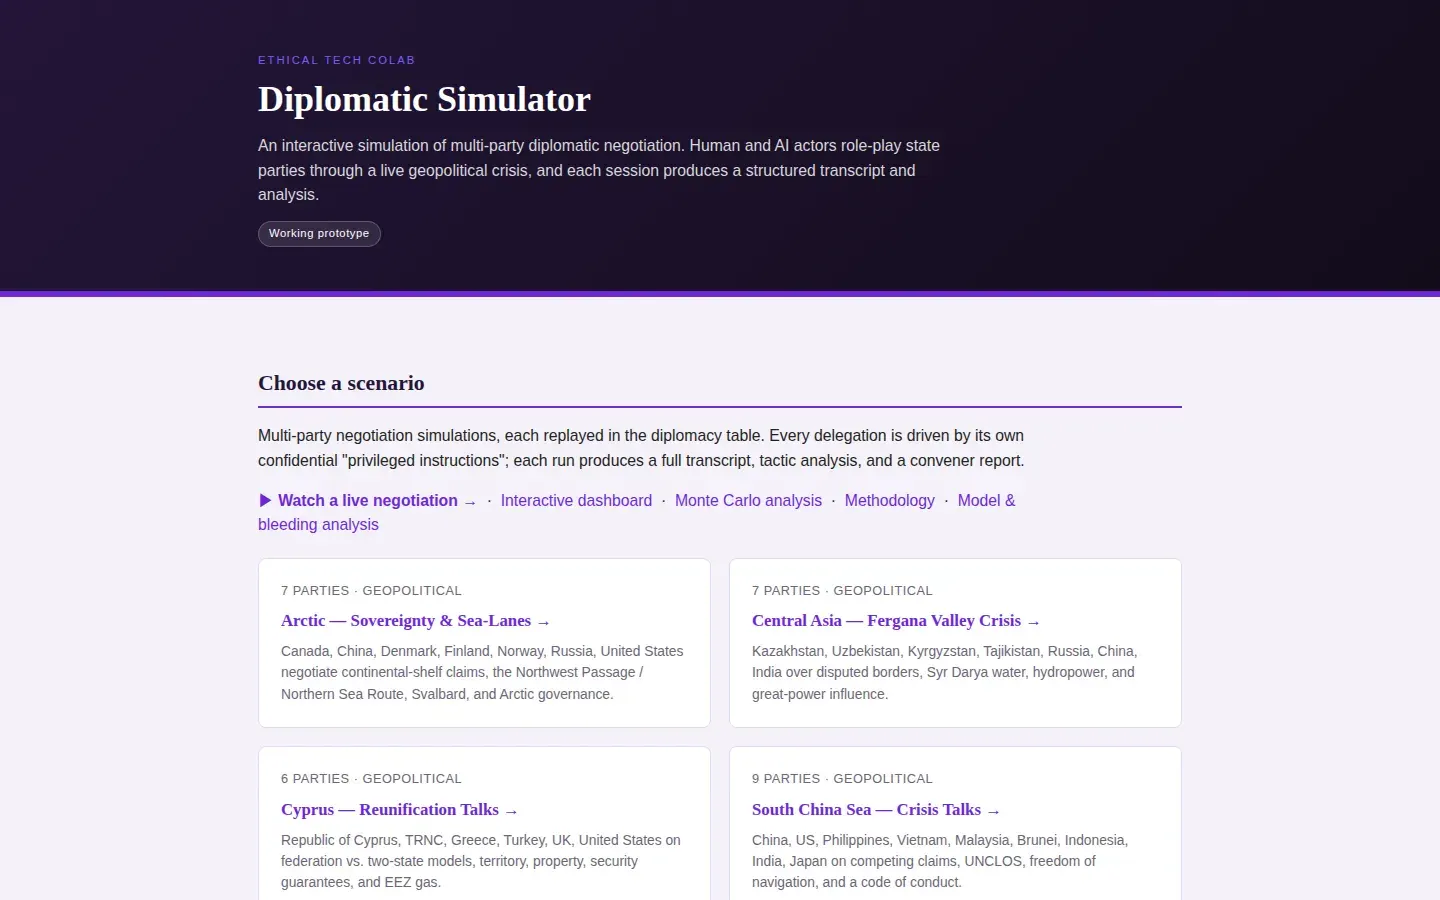 ETHICAL TECH COLAB
Diplomatic Simulator
An interactive simulation of multi-party diplomatic negotiation. Human and AI actors role-play state
parties through a live geopolitical crisis, and each session produces a structured transcript and
analysis.
Working prototype
Choose a scenario
Multi-party negotiation simulations, each replayed in the diplomacy table. Every delegation is driven by its own
confidential "privileged instructions"; each run produces a full transcript, tactic analysis, and a convener report.
▶ Watch a live negotiation → · Interactive dashboard · Monte Carlo analysis · Methodology · Model &
bleeding analysis
7 PARTIES · GEOPOLITICAL
Arctic — Sovereignty & Sea-Lanes →
Canada, China, Denmark, Finland, Norway, Russia, United States
negotiate continental-shelf claims, the Northwest Passage /
Northern Sea Route, Svalbard, and Arctic governance.
7 PARTIES · GEOPOLITICAL
Central Asia — Fergana Valley Crisis →
Kazakhstan, Uzbekistan, Kyrgyzstan, Tajikistan, Russia, China,
India over disputed borders, Syr Darya water, hydropower, and
great-power influence.
6 PARTIES · GEOPOLITICAL
Cyprus — Reunification Talks →
Republic of Cyprus, TRNC, Greece, Turkey, UK, United States on
federation vs. two-state models, territory, property, security
guarantees, and EEZ gas.
9 PARTIES · GEOPOLITICAL
South China Sea — Crisis Talks →
China, US, Philippines, Vietnam, Malaysia, Brunei, Indonesia,
India, Japan on competing claims, UNCLOS, freedom of
navigation, and a code of conduct.